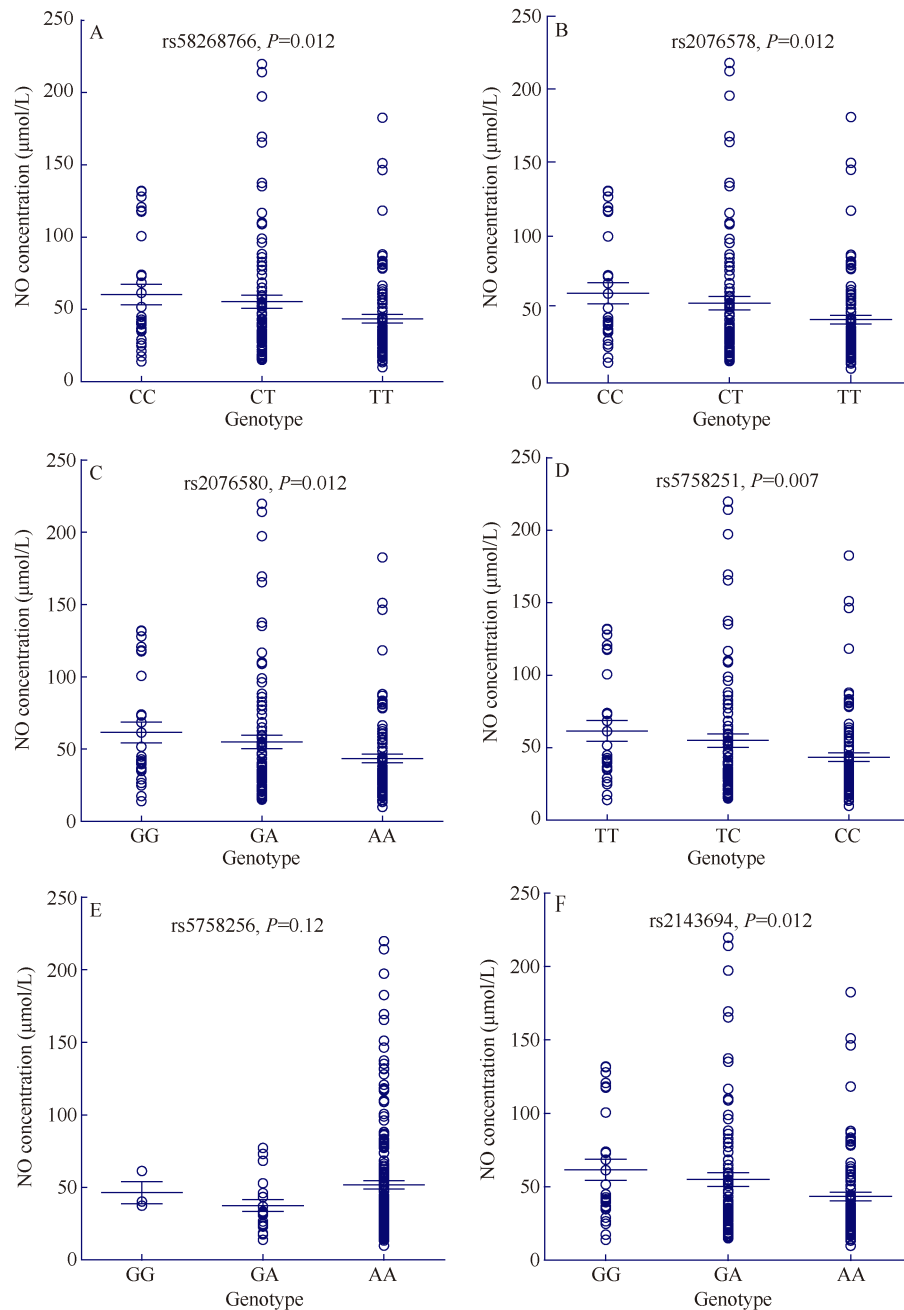 A
rs58268766, P=0.012
NO concentration (μmol/L)
250
200
150
100
50
0
CC CT TT
Genotype
B
rs2076578, P=0.012
NO concentration (μmol/L)
250
200
150
100
50
0
CC CT TT
Genotype
C
rs2076580, P=0.012
NO concentration (μmol/L)
250
200
150
100
50
0
GG GA AA
Genotype
D
rs5758251, P=0.007
NO concentration (μmol/L)
250
200
150
100
50
0
TT TC CC
Genotype
E
rs5758256, P=0.12
NO concentration (μmol/L)
250
200
150
100
50
0
GG GA AA
Genotype
F
rs2143694, P=0.012
NO concentration (μmol/L)
250
200
150
100
50
0
GG GA AA
Genotype